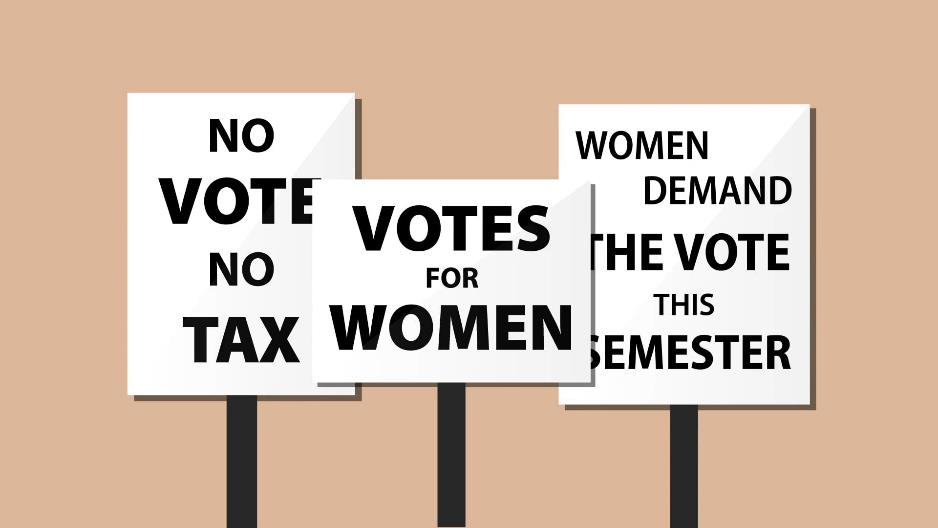 NO
VOTE
NO
TAX
VOTES
FOR
WOMEN
WOMEN
DEMAND
THE VOTE
THIS
SEMESTER